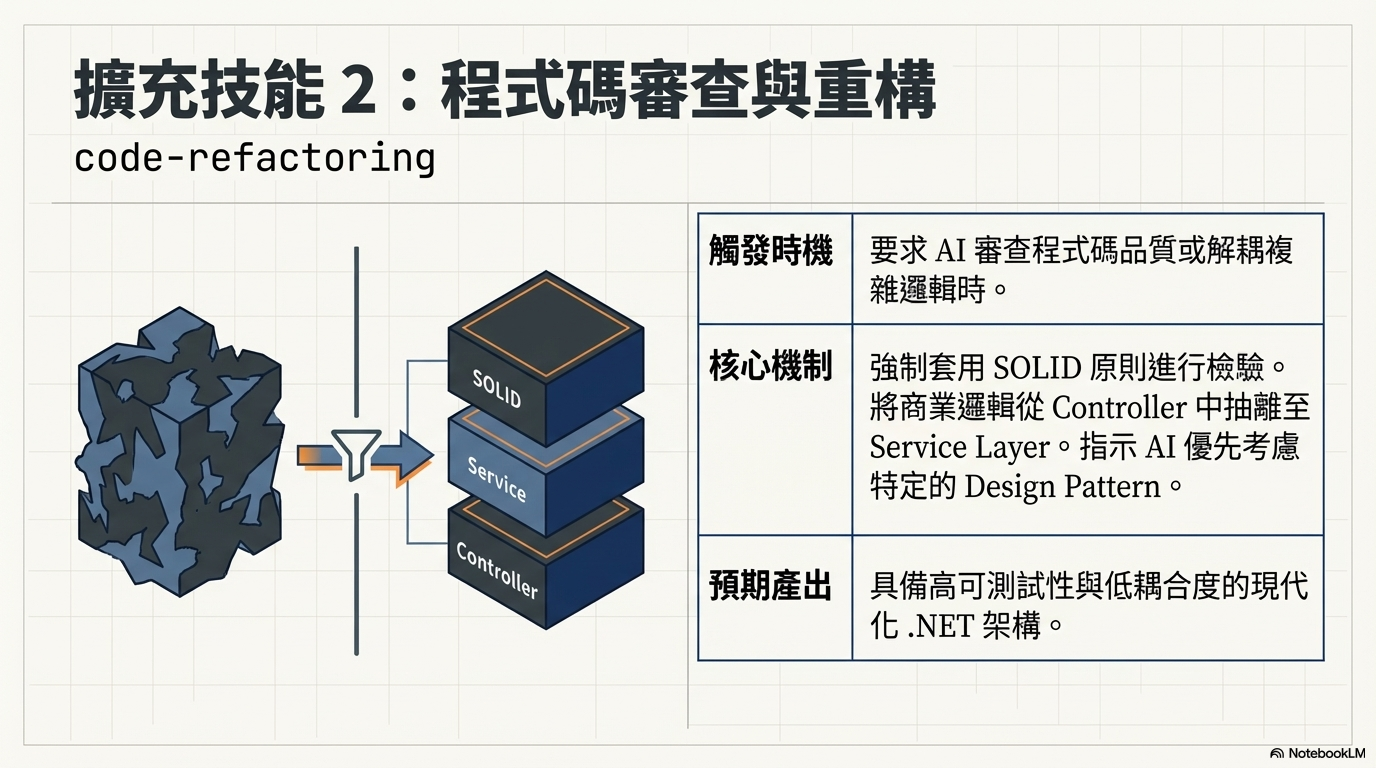 擴充技能 2：程式碼審查與重構
code-refactoring
SOLID
Service
Controller
觸發時機
要求 AI 審查程式碼品質或解耦複
雜邏輯時。
核心機制
強制套用 SOLID 原則進行檢驗。
將商業邏輯從 Controller 中抽離至
Service Layer。指示 AI 優先考慮
特定的 Design Pattern。
預期產出
具備高可測試性與低耦合度的現代
化 .NET 架構。
NotebookLM